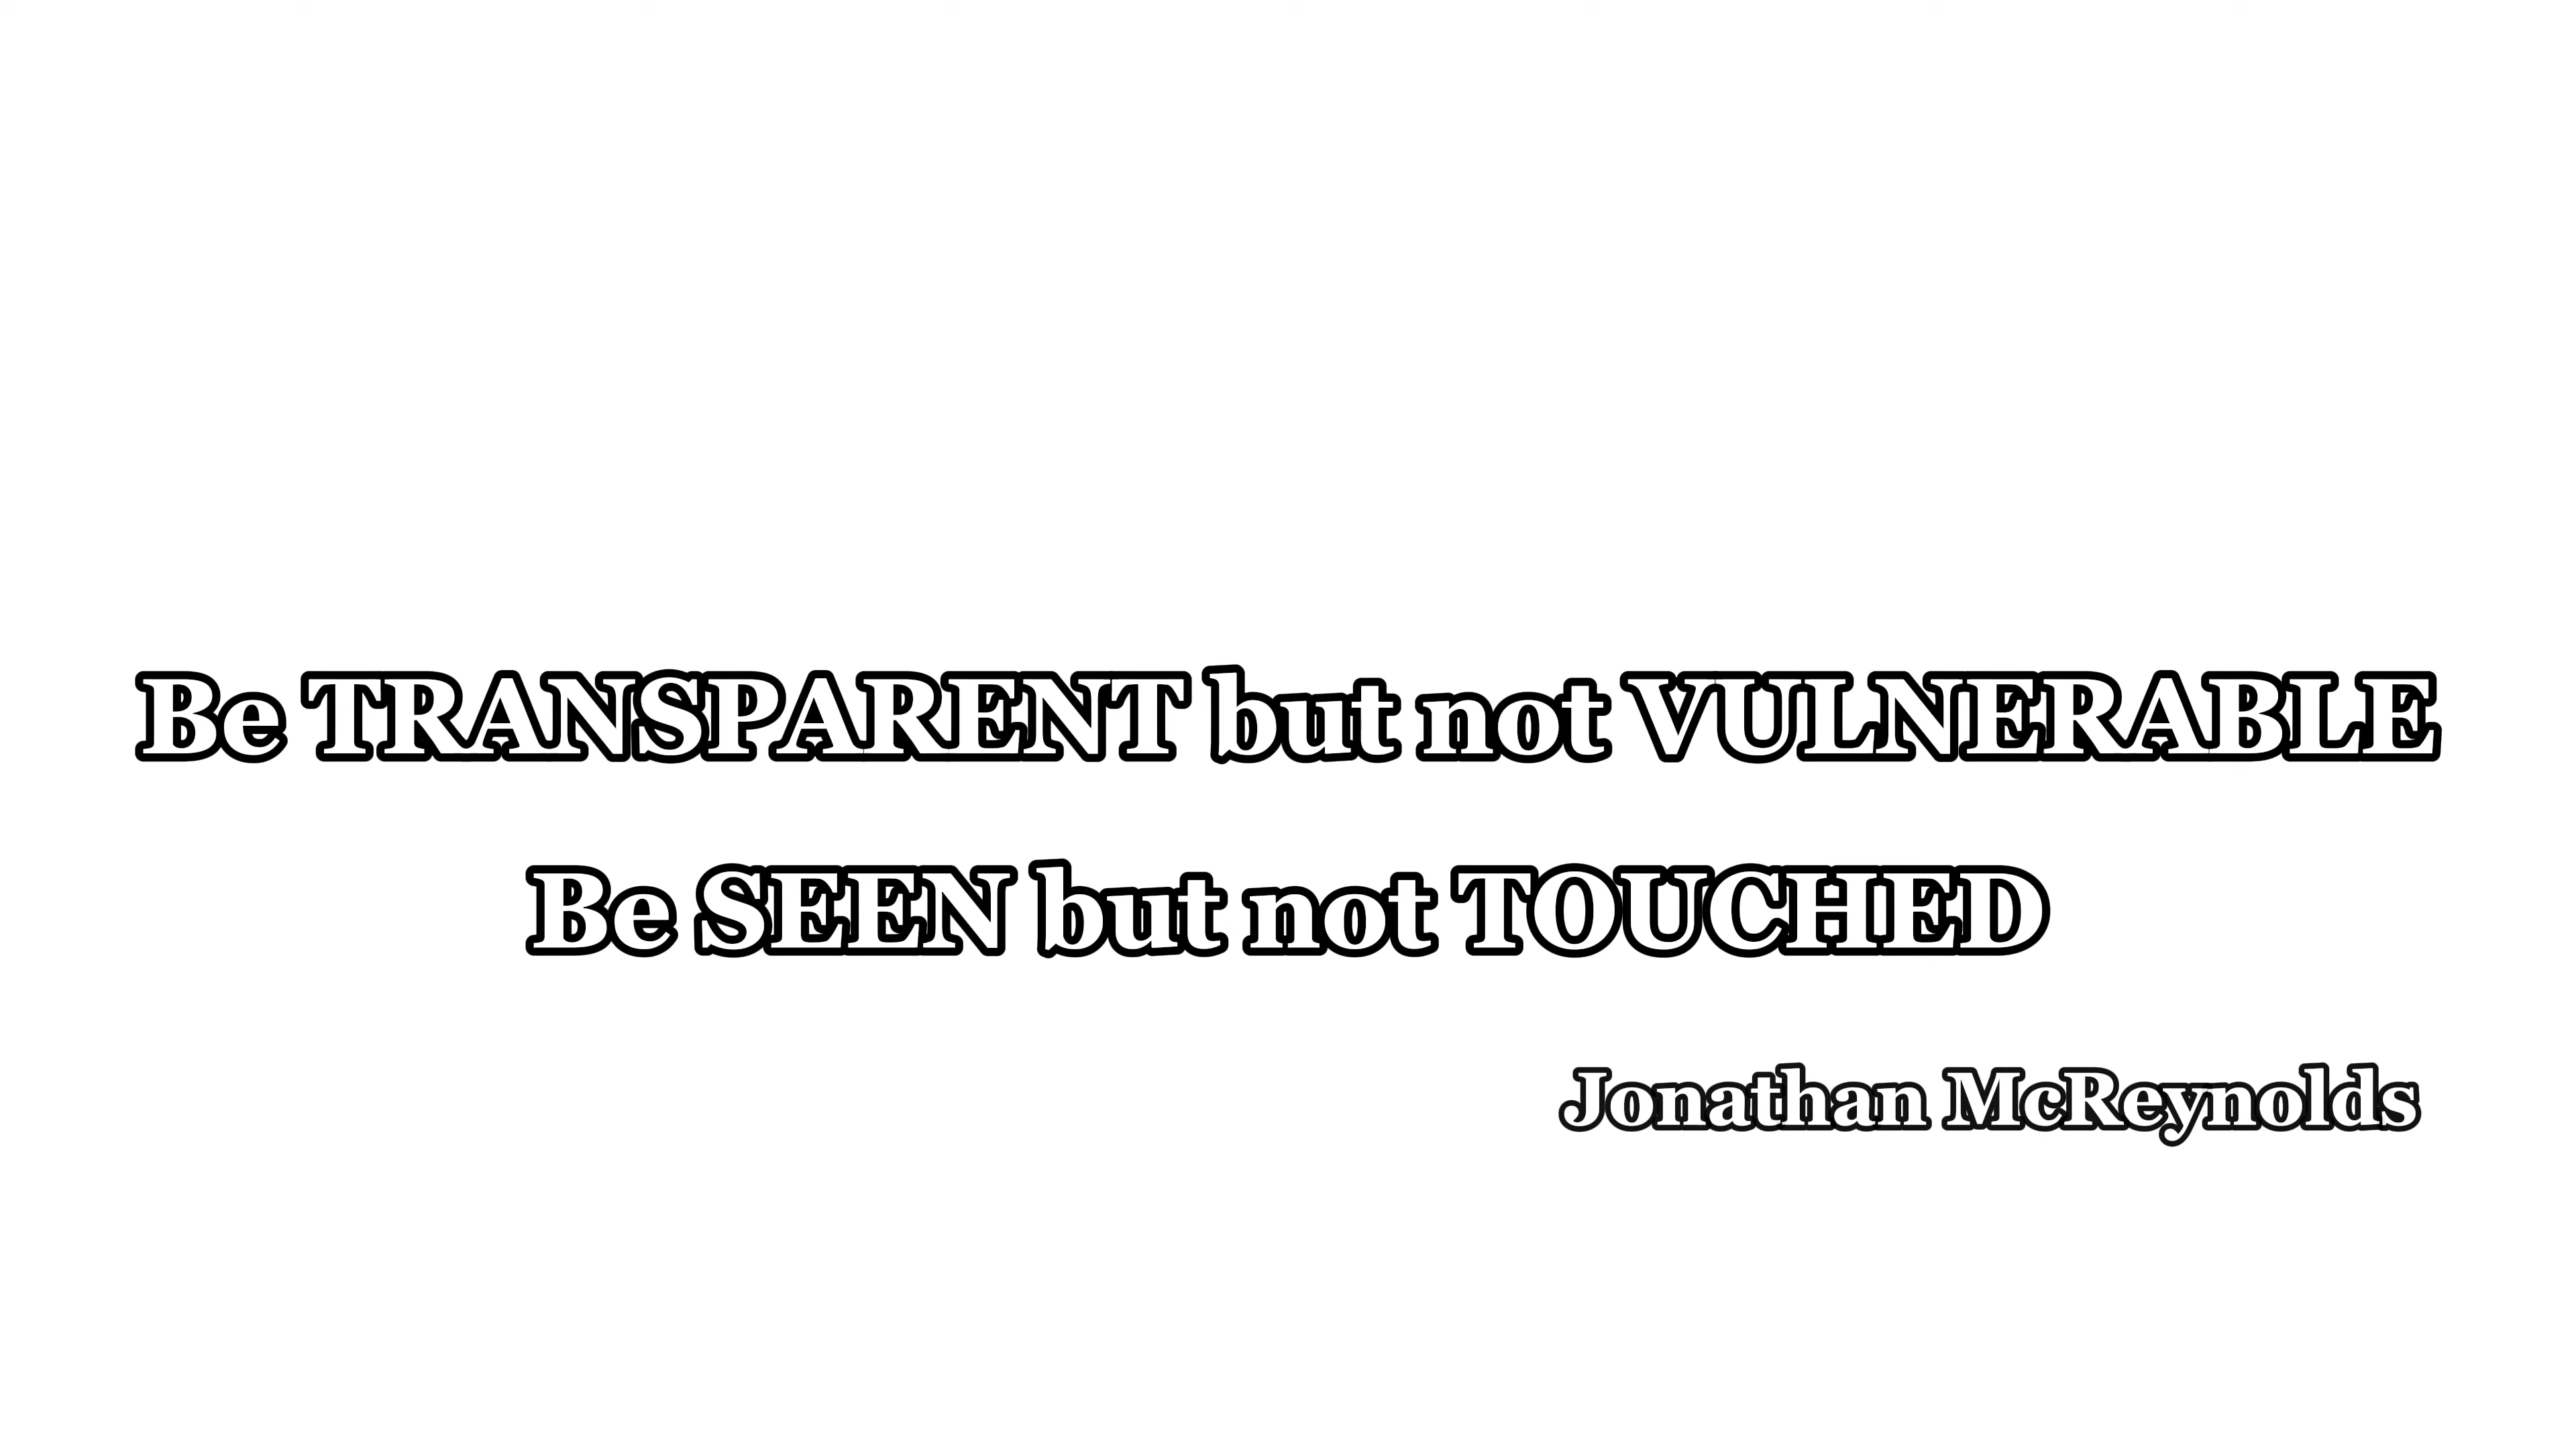 Be TRANSPARENT but not VULNERABLE
Be SEEN but not TOUCHED
Jonathan McReynolds